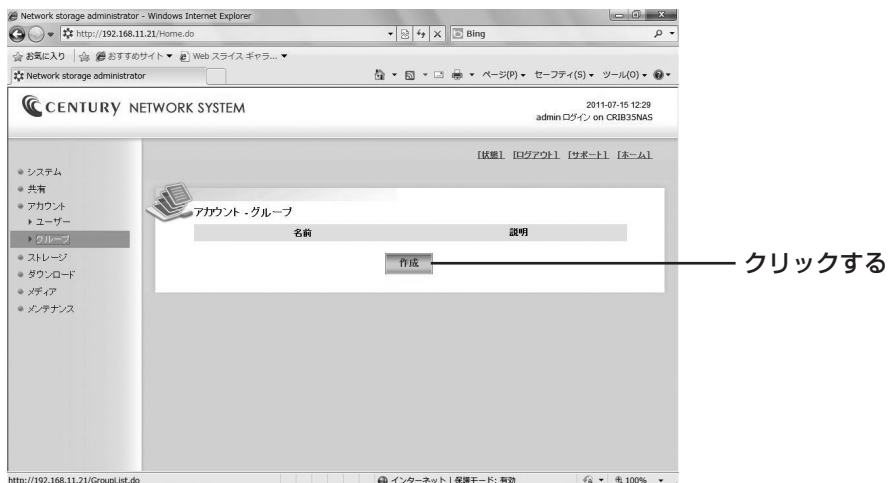 Network storage administrator - Windows Internet Explorer
http://192.168.11.21/Home.do
Bing
お気に入り おすすめサイト Web スライス ギャラ...
Network storage administrator
ページ(P) セーフティ(S) ツール(O)
CENTURY NETWORK SYSTEM
2011-07-15 12:29
admin ログイン on CRIB35NAS
[状態] [ログアウト] [サポート] [ホーム]
システム
共有
アカウント
ユーザー
グループ
ストレージ
ダウンロード
メディア
メンテナンス
アカウント - グループ
名前 説明
作成
クリックする
http://192.168.11.21/GroupList.do
インターネット | 保護モード: 有効
100%